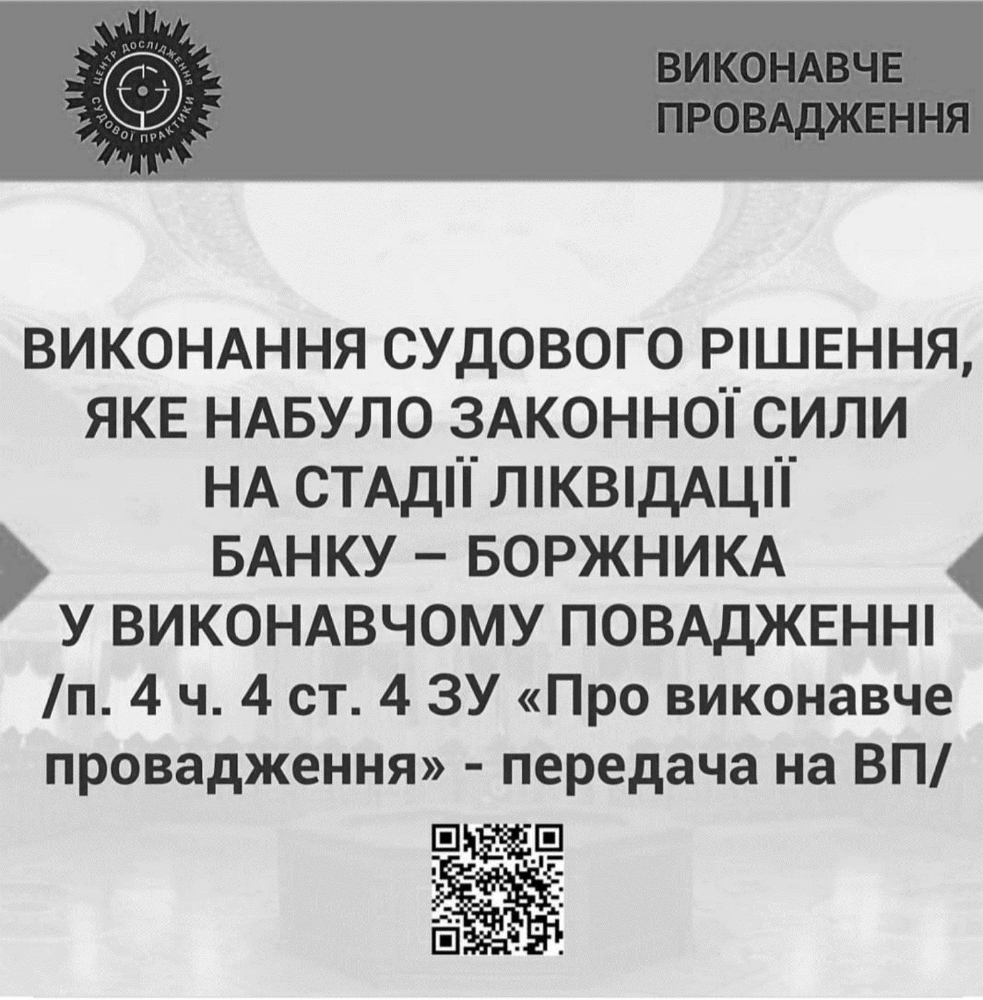 ЦЕНТР ДОСЛІДЖЕННЯ
СУДОВОЇ ПРАКТИКИ
ВИКОНАВЧЕ
ПРОВАДЖЕННЯ
ВИКОНАННЯ СУДОВОГО РІШЕННЯ,
ЯКЕ НАБУЛО ЗАКОННОЇ СИЛИ
НА СТАДІЇ ЛІКВІДАЦІЇ
БАНКУ – БОРЖНИКА
У ВИКОНАВЧОМУ ПОВАДЖЕННІ
/п. 4 ч. 4 ст. 4 ЗУ «Про виконавче
провадження» - передача на ВП/